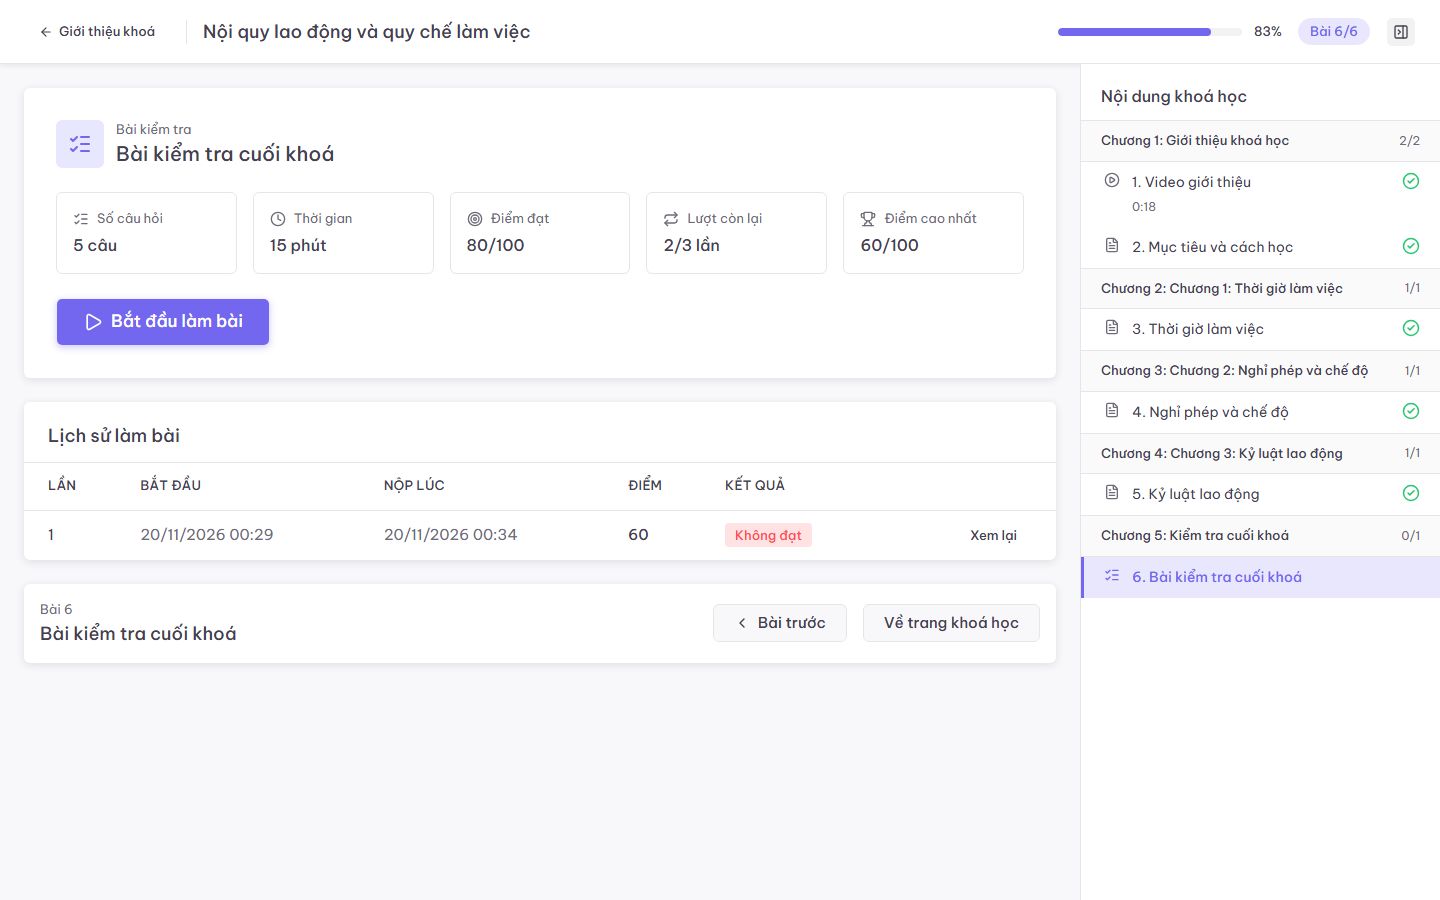 Giới thiệu khoá
Nội quy lao động và quy chế làm việc
83%
Bài 6/6
Bài kiểm tra
Bài kiểm tra cuối khoá
Số câu hỏi
5 câu
Thời gian
15 phút
Điểm đạt
80/100
Lượt còn lại
2/3 lần
Điểm cao nhất
60/100
Bắt đầu làm bài
Lịch sử làm bài
LẦN BẮT ĐẦU NỘP LÚC ĐIỂM KẾT QUẢ
1 20/11/2026 00:29 20/11/2026 00:34 60 Không đạt Xem lại
Bài 6
Bài kiểm tra cuối khoá
Bài trước
Về trang khoá học
Nội dung khoá học
Chương 1: Giới thiệu khoá học 2/2
1. Video giới thiệu
0:18
2. Mục tiêu và cách học
Chương 2: Chương 1: Thời giờ làm việc 1/1
3. Thời giờ làm việc
Chương 3: Chương 2: Nghỉ phép và chế độ 1/1
4. Nghỉ phép và chế độ
Chương 4: Chương 3: Kỷ luật lao động 1/1
5. Kỷ luật lao động
Chương 5: Kiểm tra cuối khoá 0/1
6. Bài kiểm tra cuối khoá